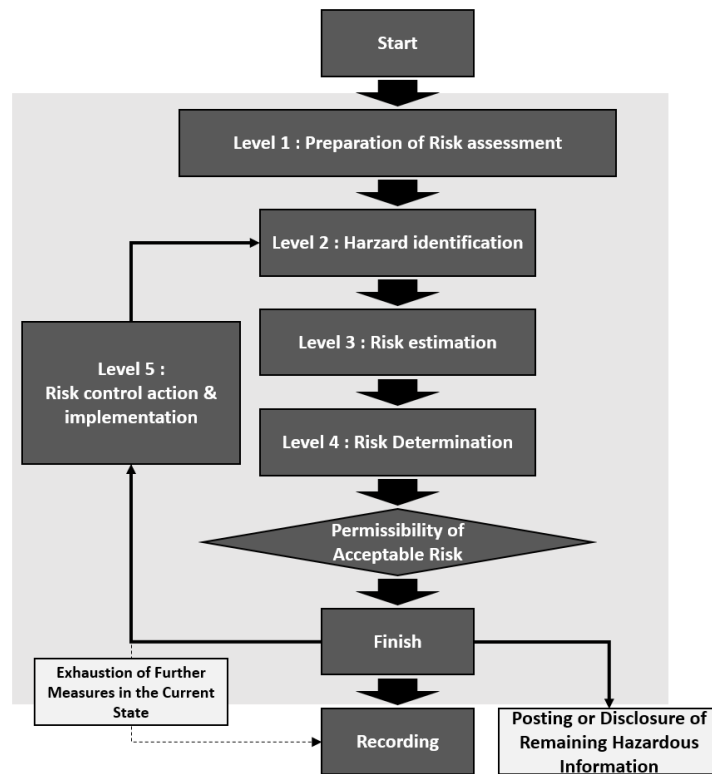 Start
Level 1 : Preparation of Risk assessment
Level 2 : Harzard identification
Level 3 : Risk estimation
Level 5 :
Risk control action &
implementation
Level 4 : Risk Determination
Permissibility of
Acceptable Risk
Finish
Exhaustion of Further
Measures in the Current
State
Recording
Posting or Disclosure of
Remaining Hazardous
Information